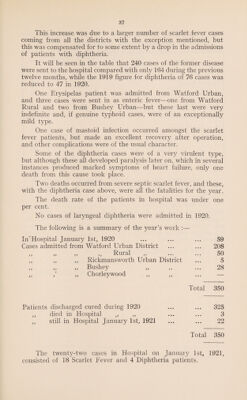 37
This increase was due to a larger number of scarlet fever cases
coming from all the districts with the exception mentioned, but
this was compensated for to some extent by a drop in the admissions
of patients with diphtheria.
It will be seen in the table that 240 cases of the former disease
were sent to the hospital compared with only 164 during the previous
twelve months, while the 1919 figure for diphtheria of 76 cases was
reduced to 47 in 1920.
One Erysipelas patient was admitted from Watford Urban,
and three cases were sent in as enteric fever—one from Watford
Rural and two from Bushey Urban—but these last were very
indefinite and, if genuine typhoid cases, were of an exceptionally
mild type.
One case of mastoid infection occurred amongst the scarlet
fever patients, but made an excellent recovery after operation,
and other complications were of the usual character.
Some of the diphtheria cases were of a very virulent type,
but although these all developed paralysis later on, which in several
instances produced marked symptoms of heart failure, only one
death from this cause took place.
Two deaths occurred from severe septic scarlet fever, and these,
with the diphtheria case above, were all the fatalities for the year.
The death rate of the patients in hospital was under one
per cent.
No cases of laryngeal diphtheria were admitted in 1920.
The following is a summary of the year's work :—
In Hospital January 1st, 1920 ... ... ... 59
Cases admitted from Watford Urban District ... ... 208
„ „ „ „ Rural „ ... ... 50
„ „ „ Rickmansworth Urban District ... 5
„ „ „ Bushey „ „ ... 28
„ „ „ Chorleywood „ „ ... —
Total 350
Patients discharged cured during 1920 ... ... 325
„ died in Hospital „ „ ... ... 3
„ still in Hospital January 1st, 1921 ... ... 22
Total 350
The twenty-two cases in Hospital on January 1st, 1921,
consisted of 18 Scarlet Fever and 4 Diphtheria patients.